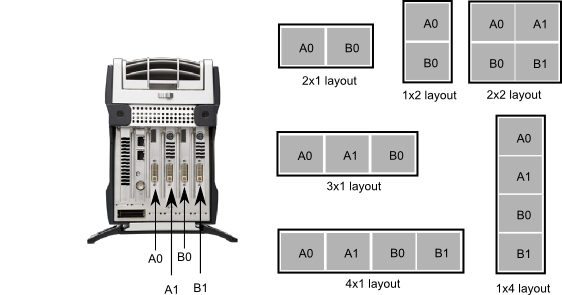 A0 B0
2x1 layout
A0
B0
1x2 layout
A0 A1
B0 B1
2x2 layout
A0 A1 B0
3x1 layout
A0 A1 B0 B1
4x1 layout
A0
A1
B0
B1
1x4 layout
A0
A1
B0
B1